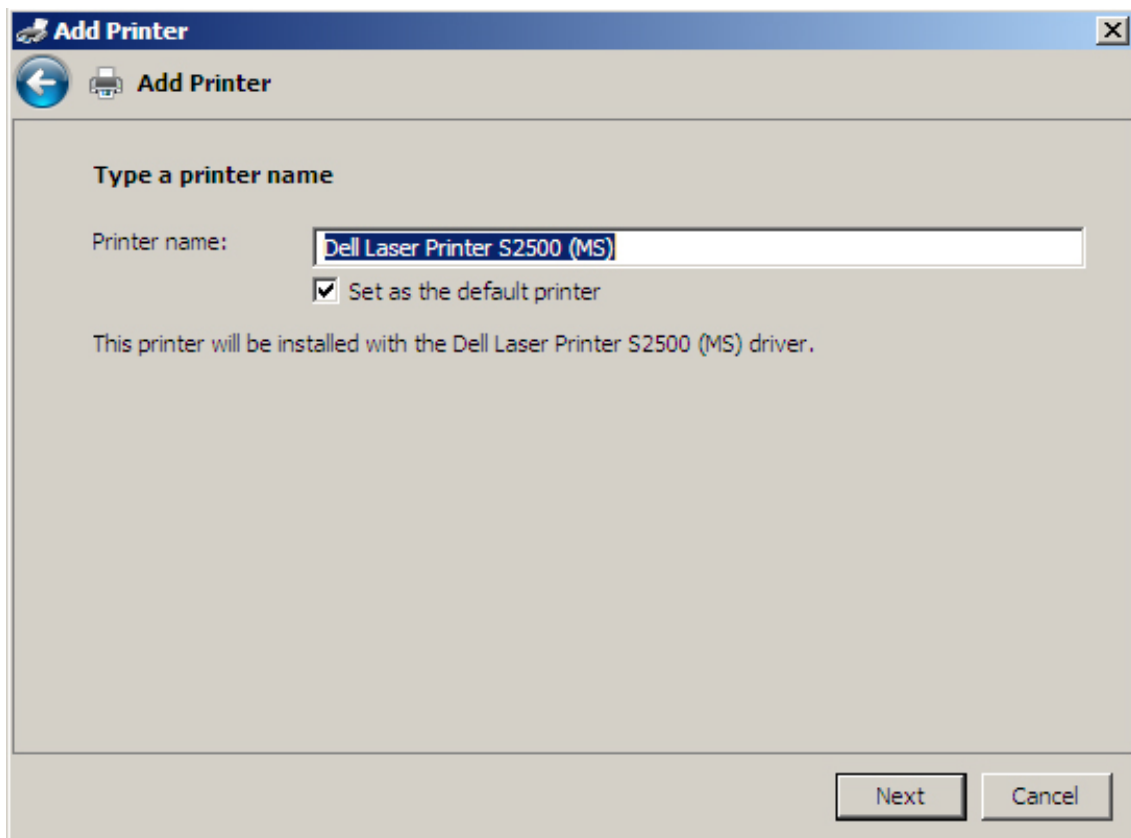 Add Printer
Add Printer
Type a printer name
Printer name: Dell Laser Printer S2500 (MS)
Set as the default printer
This printer will be installed with the Dell Laser Printer S2500 (MS) driver.
Next Cancel